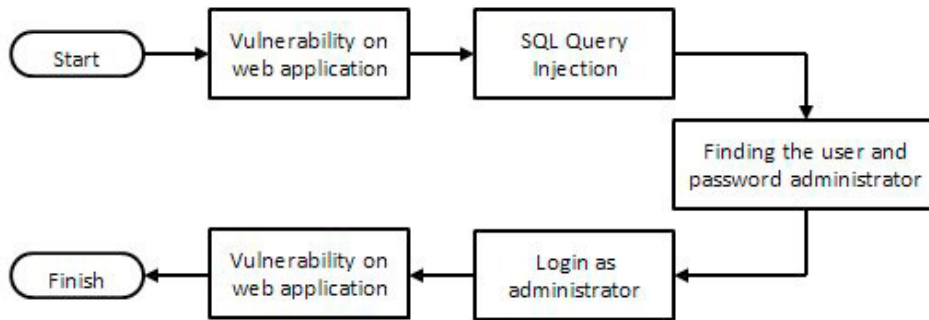 Start
Vulnerability on
web application
SQL Query
Injection
Finding the user and
password administrator
Login as
administrator
Vulnerability on
web application
Finish